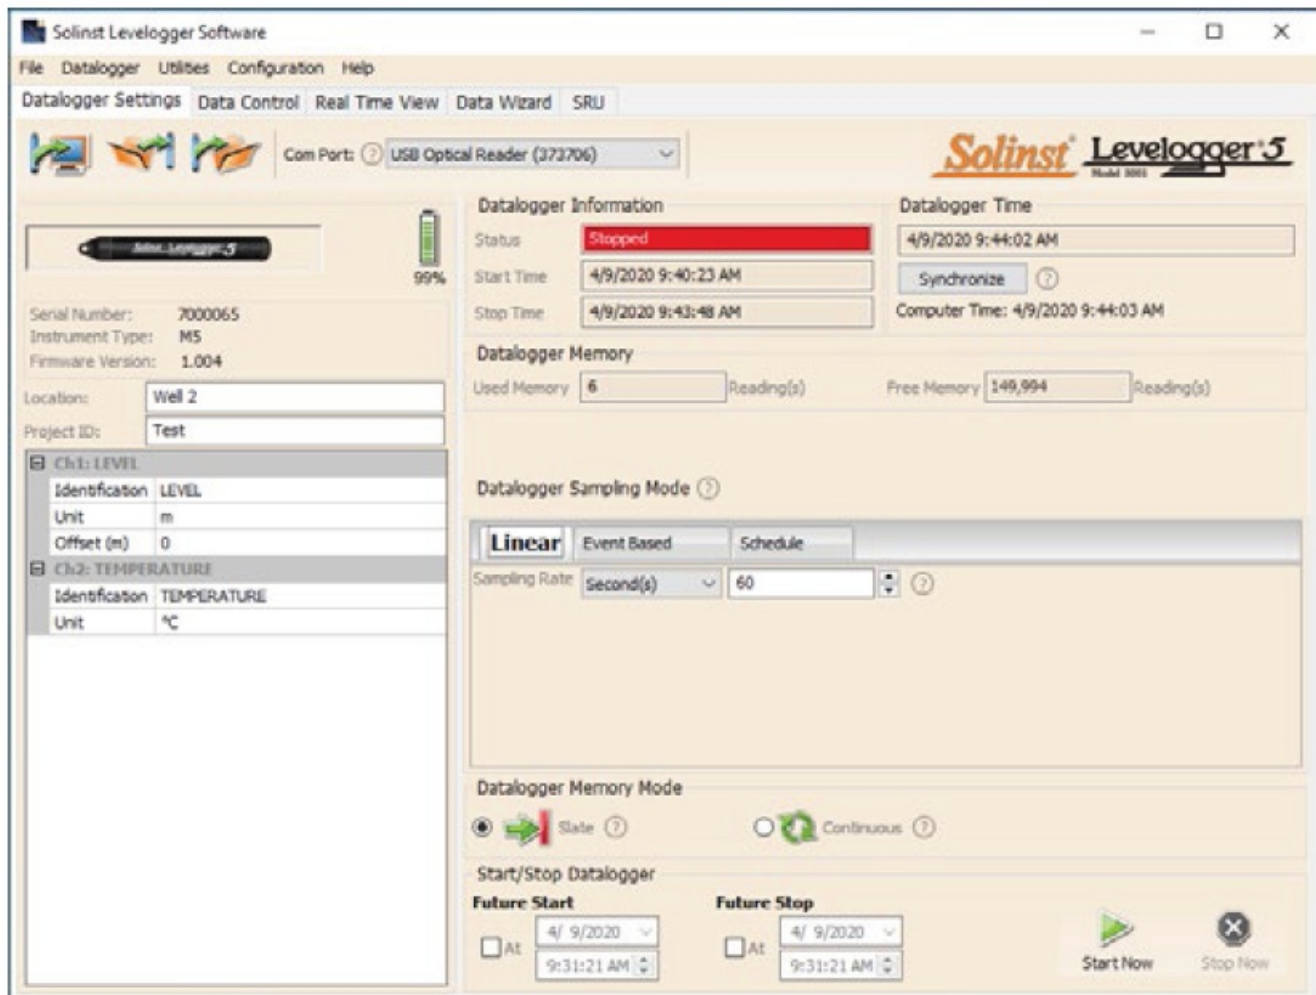 Solinst Levelogger Software
File Datalogger Utilities Configuration Help
Datalogger Settings Data Control Real Time View Data Wizard SRU
Com Port: ? USB Optical Reader (373706)
Solinst® Levelogger® 5
Model 3001
Solinst Levelogger 5
99%
Serial Number: 7000065
Instrument Type: M5
Firmware Version: 1.004
Location: Well 2
Project ID: Test
Ch1: LEVEL
Identification LEVEL
Unit m
Offset (m) 0
Ch2: TEMPERATURE
Identification TEMPERATURE
Unit °C
Datalogger Information
Status Stopped
Start Time 4/9/2020 9:40:23 AM
Stop Time 4/9/2020 9:43:48 AM
Datalogger Time
4/9/2020 9:44:02 AM
Synchronize ?
Computer Time: 4/9/2020 9:44:03 AM
Datalogger Memory
Used Memory 6 Reading(s) Free Memory 149,994 Reading(s)
Datalogger Sampling Mode ?
Linear Event Based Schedule
Sampling Rate Second(s) 60 ?
Datalogger Memory Mode
Slate ? Continuous ?
Start/Stop Datalogger
Future Start
At 4/ 9/2020
9:31:21 AM
Future Stop
At 4/ 9/2020
9:31:21 AM
Start Now Stop Now